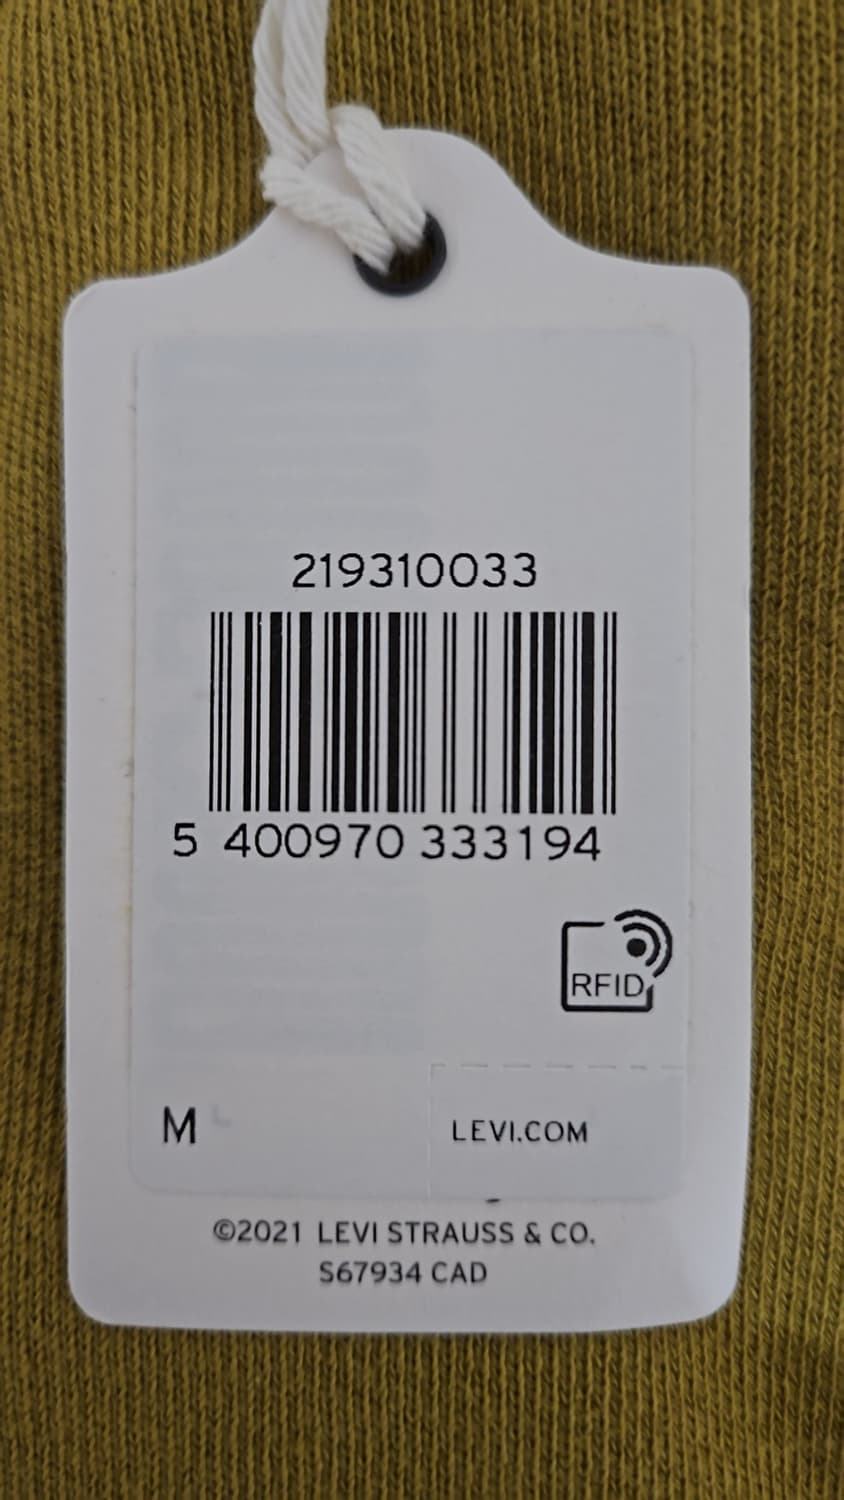 219310033
5 400970 333194
RFID
M
LEVI.COM
©2021 LEVI STRAUSS & CO.
S67934 CAD